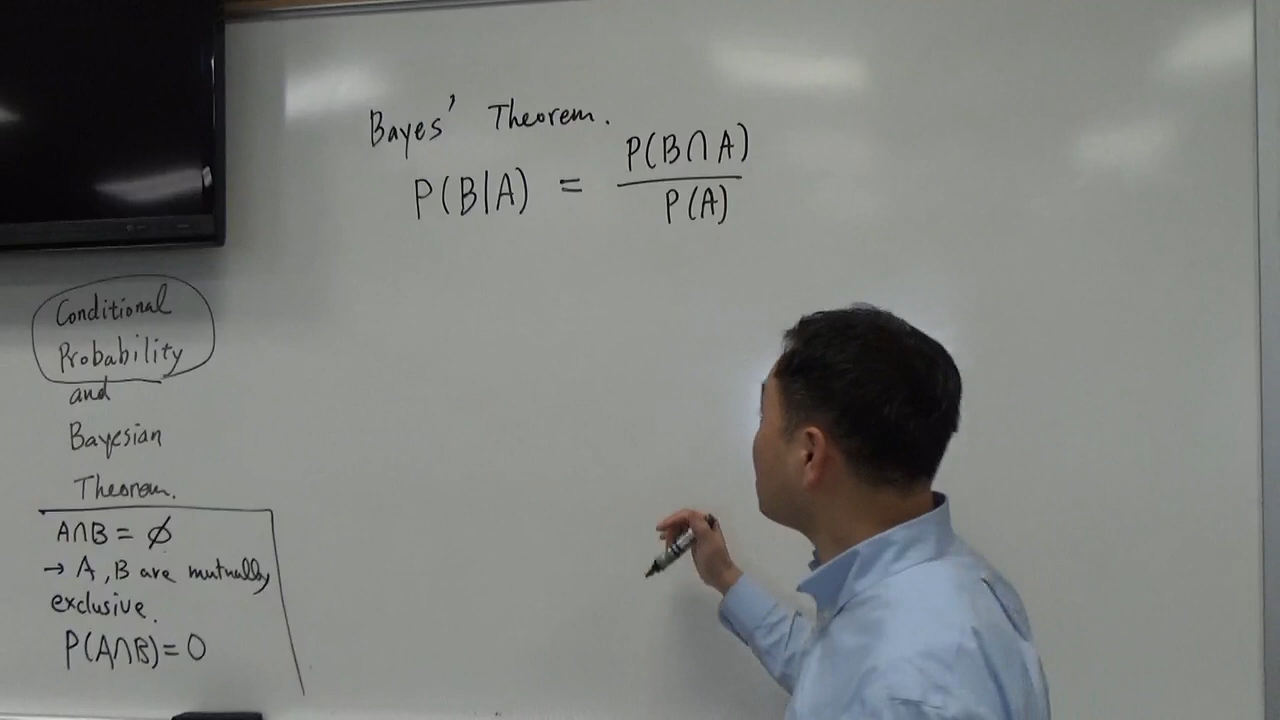 Bayes' Theorem.
P(B|A) = P(B∩A)
P(A)
Conditional
Probability
and
Bayesian
Theorem.
A∩B = ∅
→ A, B are mutually
exclusive.
P(A∩B) = 0